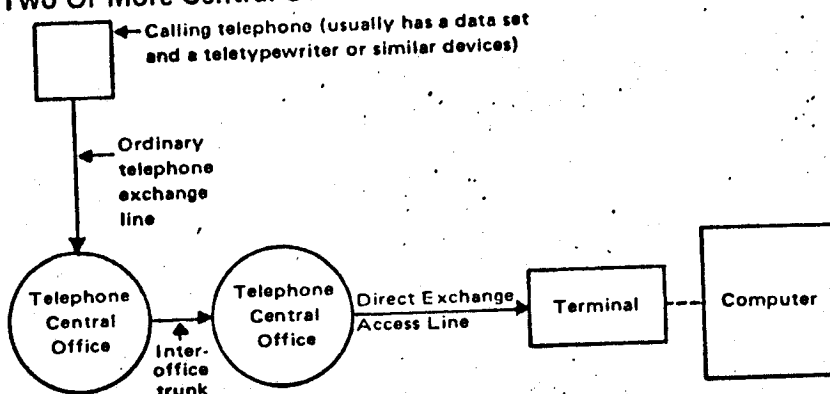 Two Or More Central
Calling telephone (usually has a data set
and a teletypewriter or similar devices)
Ordinary
telephone
exchange
line
Telephone
Central
Office
Inter-
office
trunk
Telephone
Central
Office
Direct Exchange
Access Line
Terminal
Computer